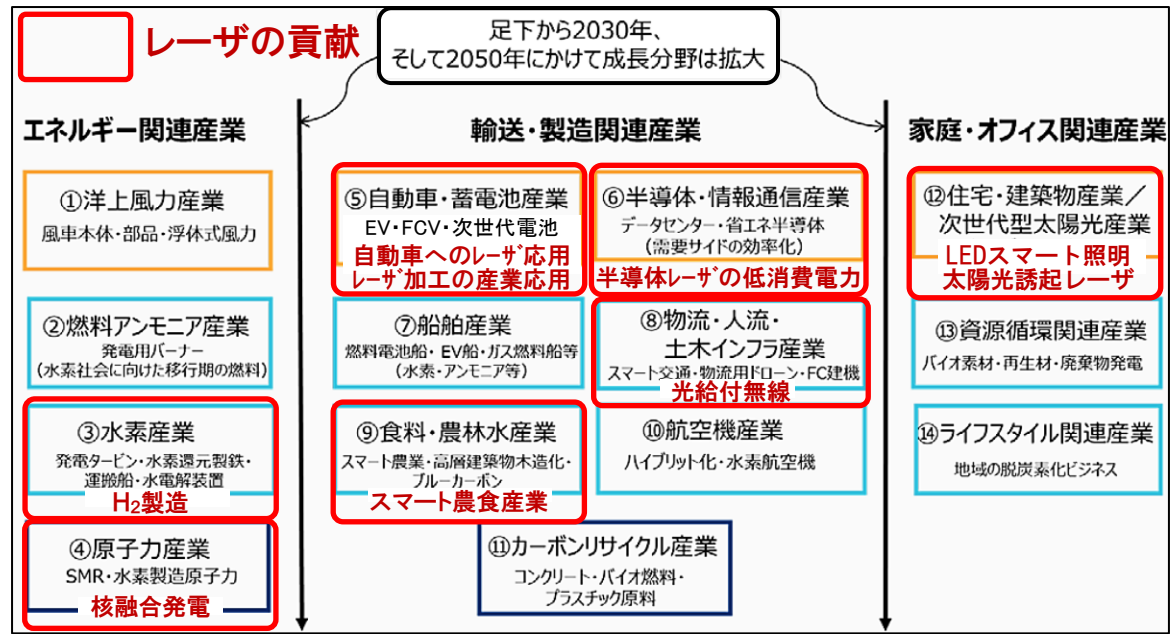 レーザの貢献
足下から2030年、
そして2050年にかけて成長分野は拡大
エネルギー関連産業
①洋上風力産業
風車本体・部品・浮体式風力
②燃料アンモニア産業
発電用バーナー
(水素社会に向けた移行期の燃料)
③水素産業
発電タービン・水素還元製鉄・
運搬船・水電解装置
H2製造
④原子力産業
SMR・水素製造原子力
核融合発電
輸送・製造関連産業
⑤自動車・蓄電池産業
EV・FCV・次世代電池
自動車へのレーザ応用
レーザ加工の産業応用
⑥半導体・情報通信産業
データセンター・省エネ半導体
(需要サイドの効率化)
半導体レーザの低消費電力
⑦船舶産業
燃料電池船・EV船・ガス燃料船等
(水素・アンモニア等)
⑧物流・人流・
土木インフラ産業
スマート交通・物流用ドローン・FC建機
光給付無線
⑨食料・農林水産業
スマート農業・高層建築物木造化・
ブルーカーボン
スマート農食産業
⑩航空機産業
ハイブリット化・水素航空機
⑪カーボンリサイクル産業
コンクリート・バイオ燃料・
プラスチック原料
家庭・オフィス関連産業
⑫住宅・建築物産業／
次世代型太陽光産業
LEDスマート照明
太陽光誘起レーザ
⑬資源循環関連産業
バイオ素材・再生材・廃棄物発電
⑭ライフスタイル関連産業
地域の脱炭素化ビジネス